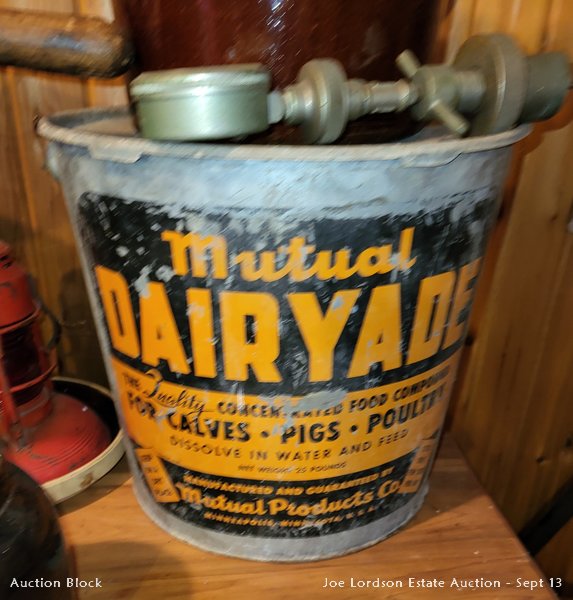 Mutual
DAIRYADE
THE Quality CONCENTRATED FOOD COMPOUND
FOR CALVES • PIGS • POULTRY
DISSOLVE IN WATER AND FEED
NET WEIGHT 25 POUNDS
MANUFACTURED AND GUARANTEED BY
Mutual Products Co.
MINNEAPOLIS, MINNESOTA, U.S.A.
Auction Block
Joe Lordson Estate Auction - Sept 13